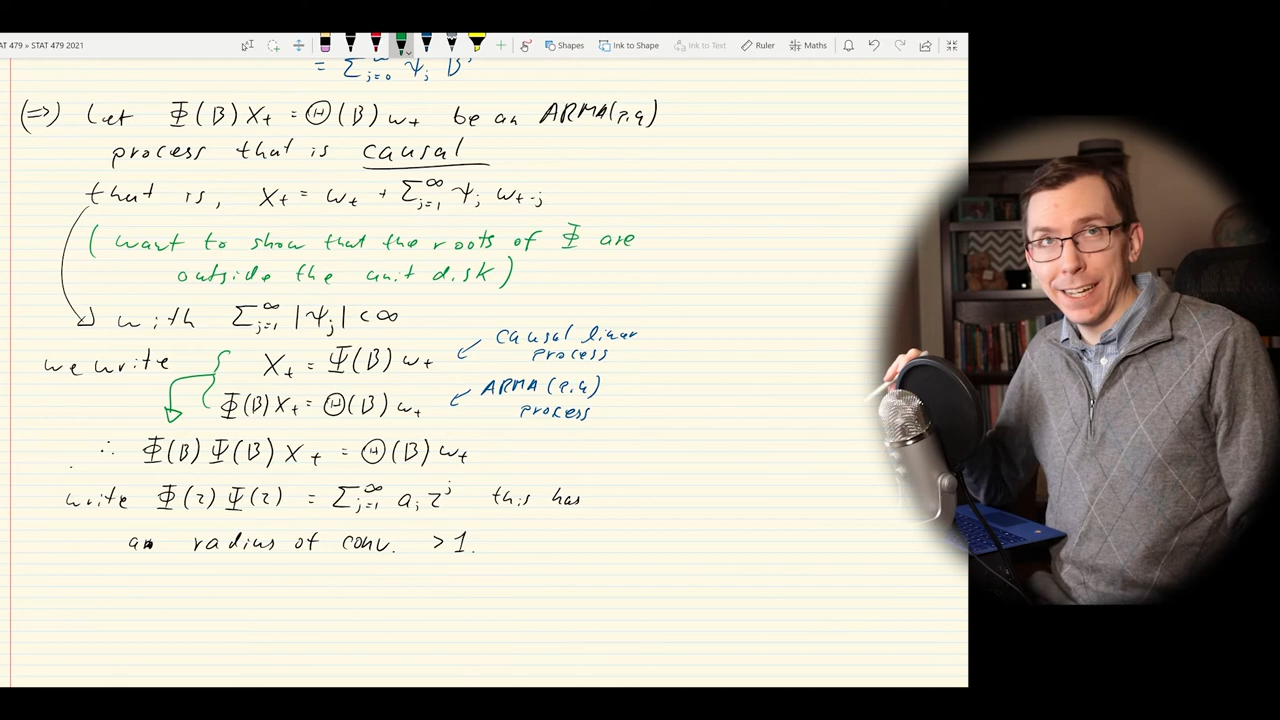 AT 479 > STAT 479 2021
Shapes Ink to Shape Ink to Text Ruler Maths
= Σ_{j=0}^∞ ψ_j B^j
(⇒) Let Φ(B) X_t = Θ(B) w_t be an ARMA(p,q)
process that is causal
that is, X_t = w_t + Σ_{j=1}^∞ ψ_j w_{t-j}
(want to show that the roots of Φ are
outside the unit disk)
with Σ_{j=1}^∞ |ψ_j| < ∞
we write X_t = Ψ(B) w_t
causal linear
process
Φ(B) X_t = Θ(B) w_t
ARMA(p,q)
process
∴ Φ(B) Ψ(B) X_t = Θ(B) w_t
write Φ(z) Ψ(z) = Σ_{j=1}^∞ a_j z^j this has
a radius of conv. > 1.